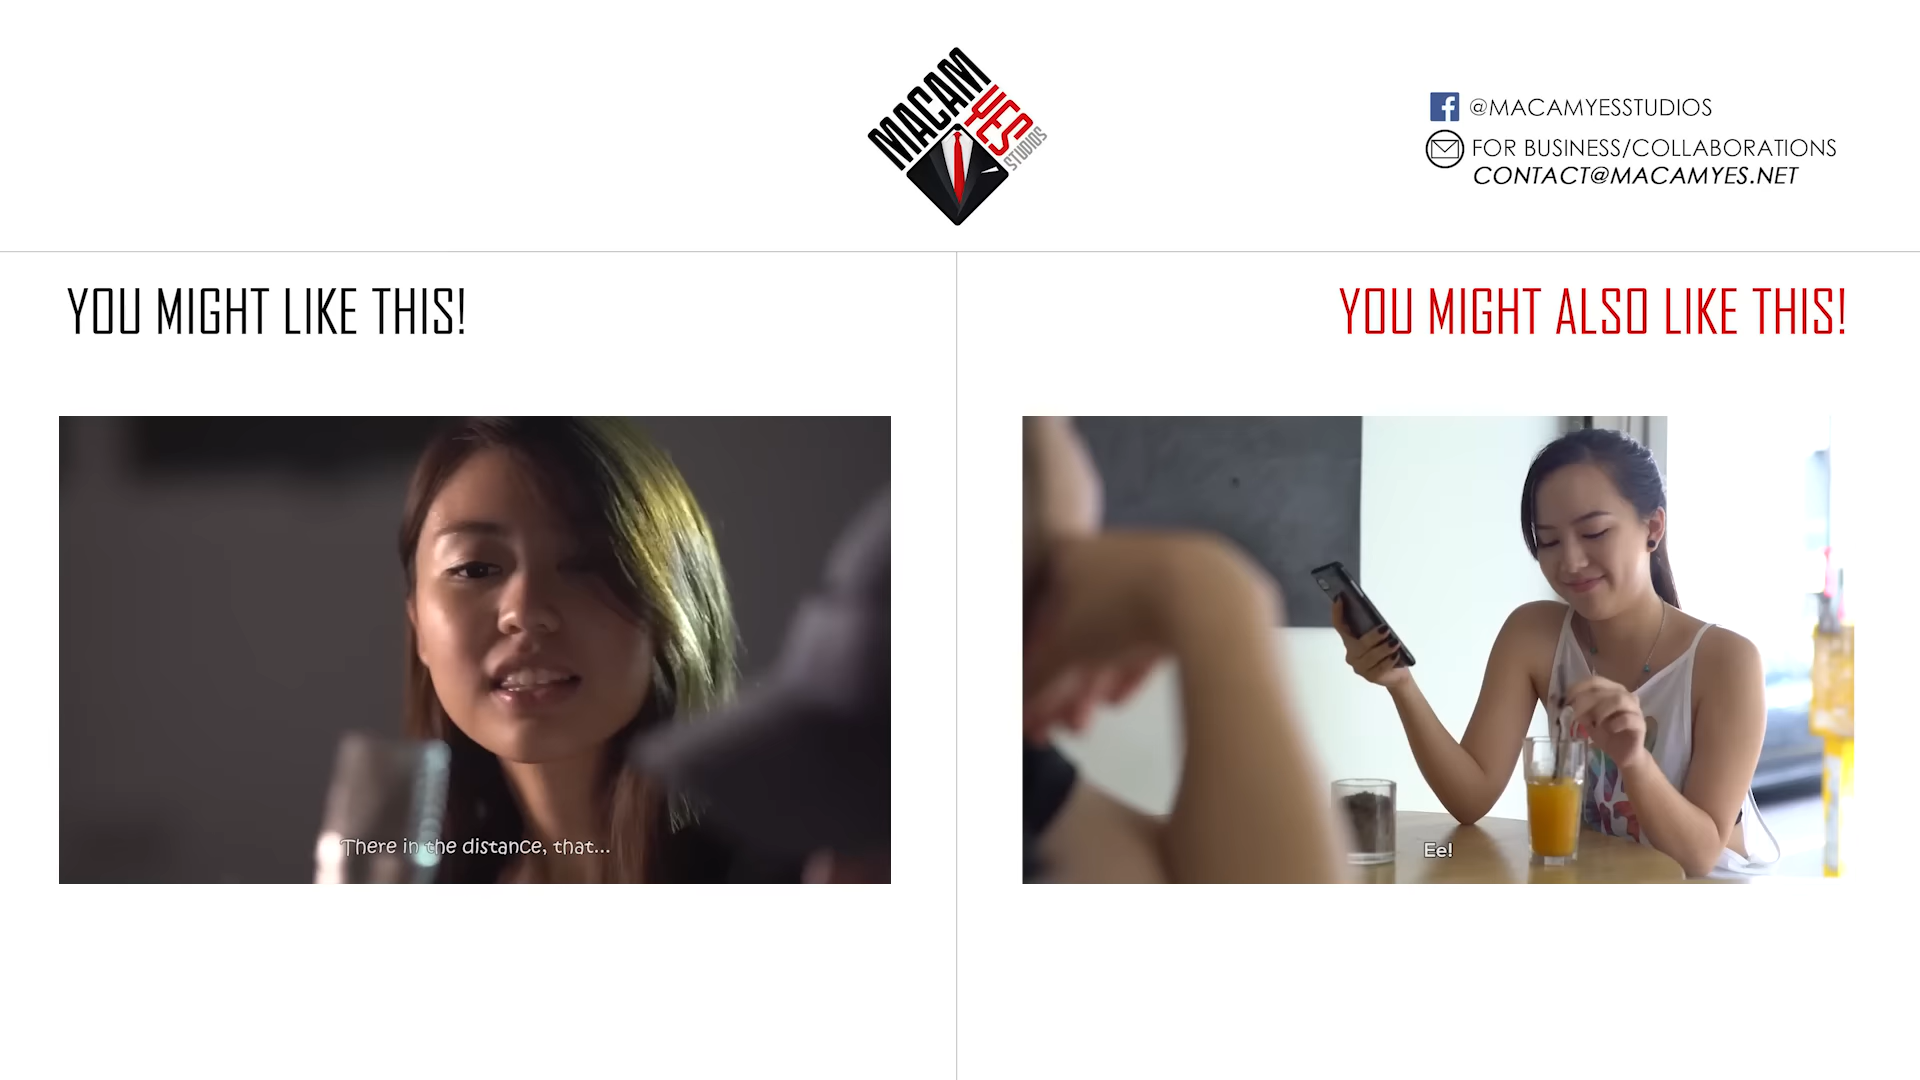 MACAM
YES
STUDIOS
@MACAMYESSTUDIOS
FOR BUSINESS/COLLABORATIONS
CONTACT@MACAMYES.NET
YOU MIGHT LIKE THIS!
YOU MIGHT ALSO LIKE THIS!
There in the distance, that...
Ee!